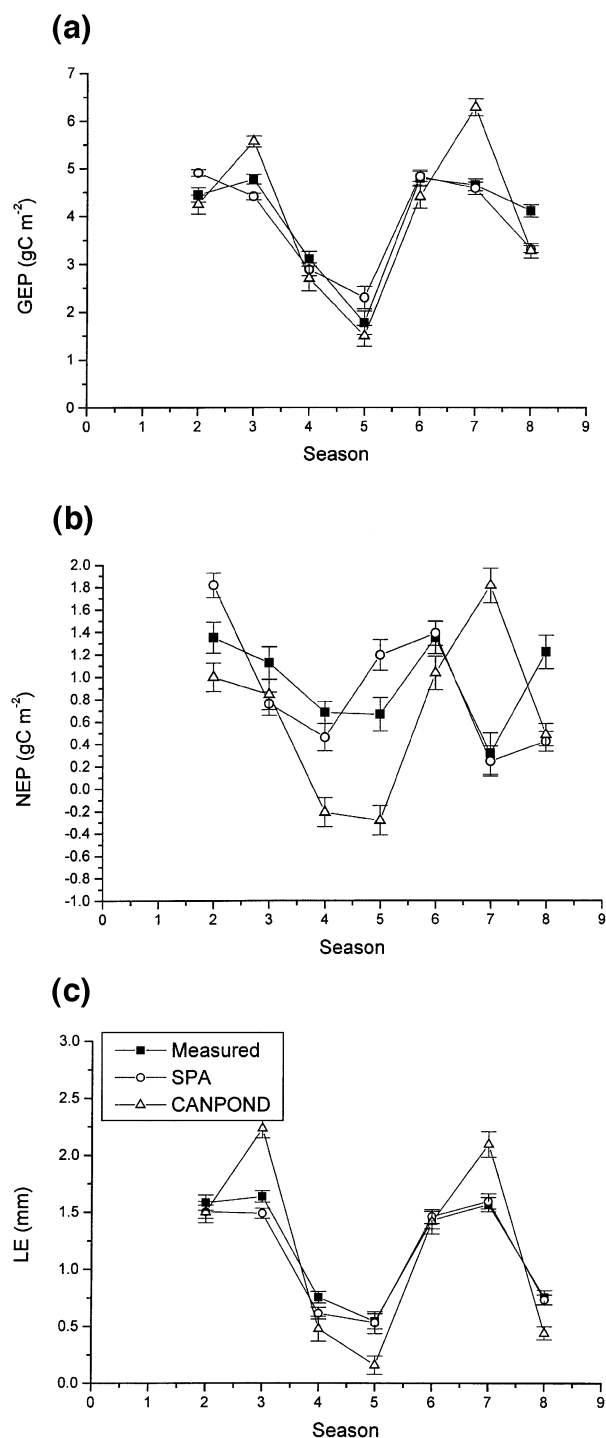 (a)
7
6
5
4
3
2
1
0
GEP (gC m-2)
0 1 2 3 4 5 6 7 8 9
Season
(b)
2.0
1.8
1.6
1.4
1.2
1.0
0.8
0.6
0.4
0.2
0.0
-0.2
-0.4
-0.6
-0.8
-1.0
NEP (gC m-2)
0 1 2 3 4 5 6 7 8 9
Season
(c)
3.0
2.5
2.0
1.5
1.0
0.5
0.0
LE (mm)
Measured
SPA
CANPOND
0 1 2 3 4 5 6 7 8 9
Season